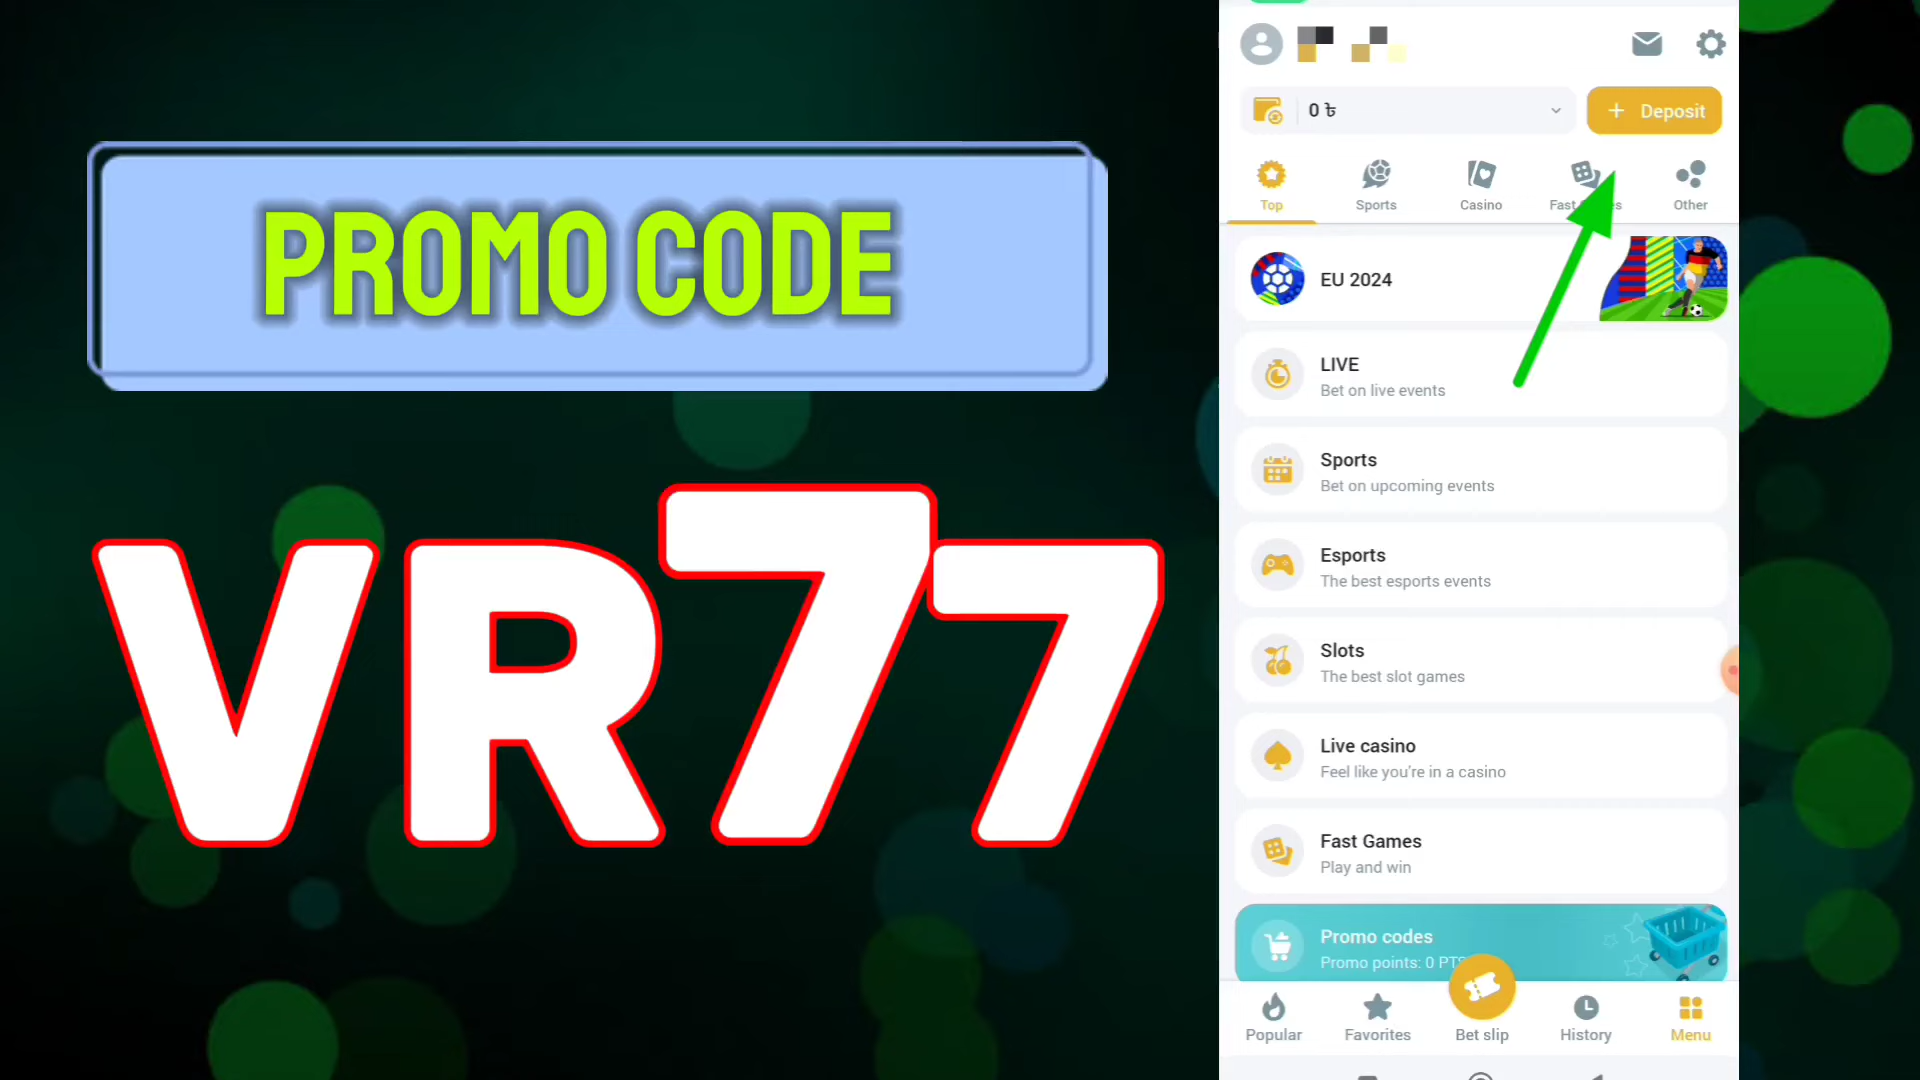 PROMO CODE
VR77
0 ৳
+ Deposit
Top
Sports
Casino
Other
EU 2024
LIVE
Bet on live events
Sports
Bet on upcoming events
Esports
The best esports events
Slots
The best slot games
Live casino
Feel like you're in a casino
Fast Games
Play and win
Promo codes
Promo points: 0 PTS
Popular
Favorites
Bet slip
History
Menu